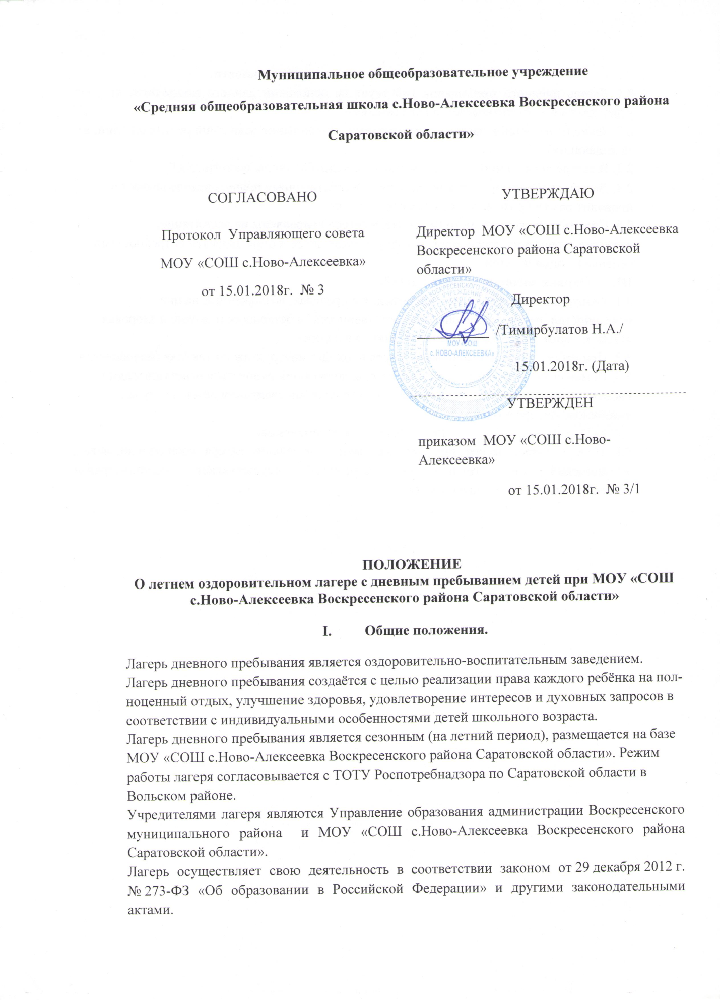 Муниципальное общеобразовательное учреждение
«Средняя общеобразовательная школа с.Ново-Алексеевка Воскресенского района
Саратовской области»
СОГЛАСОВАНО
Протокол Управляющего совета
МОУ «СОШ с.Ново-Алексеевка»
от 15.01.2018г. № 3
УТВЕРЖДАЮ
Директор МОУ «СОШ с.Ново-Алексеевка
Воскресенского района Саратовской
области»
Директор
/Тимирбулатов Н.А./
МОУ «СОШ
с. НОВО-АЛЕКСЕЕВКА»
15.01.2018г. (Дата)
УТВЕРЖДЕН
приказом МОУ «СОШ с.Ново-
Алексеевка»
от 15.01.2018г. № 3/1
ПОЛОЖЕНИЕ
О летнем оздоровительном лагере с дневным пребыванием детей при МОУ «СОШ
с.Ново-Алексеевка Воскресенского района Саратовской области»
I. Общие положения.
Лагерь дневного пребывания является оздоровительно-воспитательным заведением.
Лагерь дневного пребывания создаётся с целью реализации права каждого ребёнка на пол-
ноценный отдых, улучшение здоровья, удовлетворение интересов и духовных запросов в
соответствии с индивидуальными особенностями детей школьного возраста.
Лагерь дневного пребывания является сезонным (на летний период), размещается на базе
МОУ «СОШ с.Ново-Алексеевка Воскресенского района Саратовской области». Режим
работы лагеря согласовывается с ТОТУ Роспотребнадзора по Саратовской области в
Вольском районе.
Учредителями лагеря являются Управление образования администрации Воскресенского
муниципального района и МОУ «СОШ с.Ново-Алексеевка Воскресенского района
Саратовской области».
Лагерь осуществляет свою деятельность в соответствии законом от 29 декабря 2012 г.
№ 273-ФЗ «Об образовании в Российской Федерации» и другими законодательными
актами.